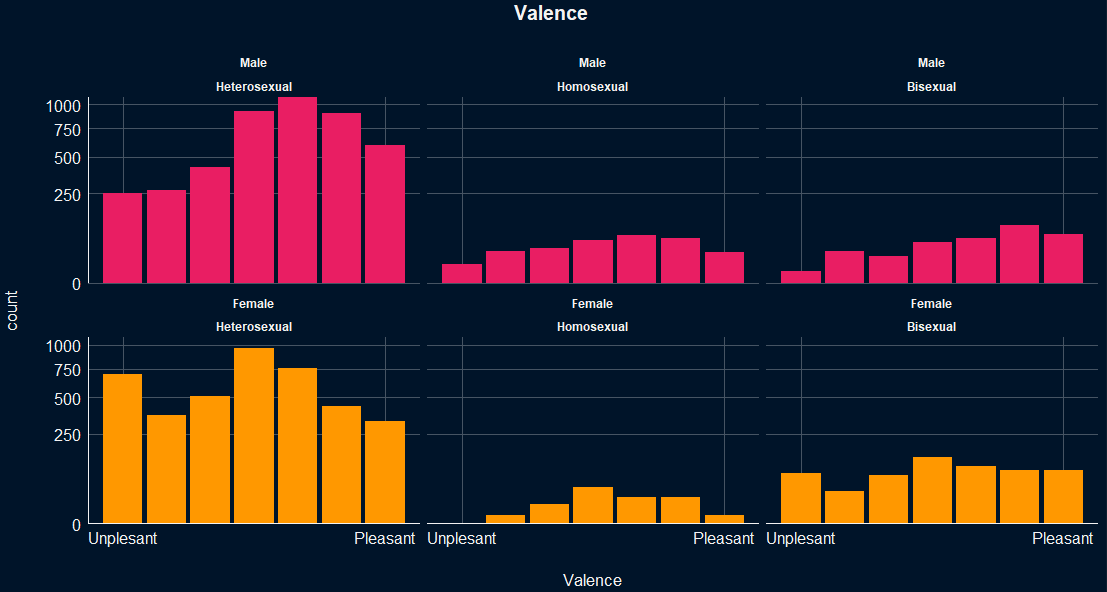 Valence
Male Male Male
Heterosexual Homosexual Bisexual
1000
750
500
250
0
Female Female Female
Heterosexual Homosexual Bisexual
count
1000
750
500
250
0
Unplesant Pleasant Unplesant Pleasant Unplesant Pleasant
Valence